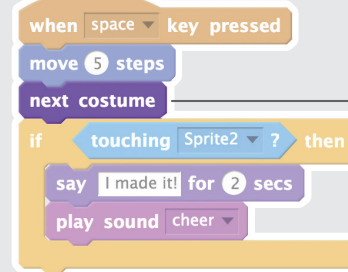 when space key pressed
move 5 steps
next costume
if touching Sprite2 ? then
say I made it! for 2 secs
play sound cheer